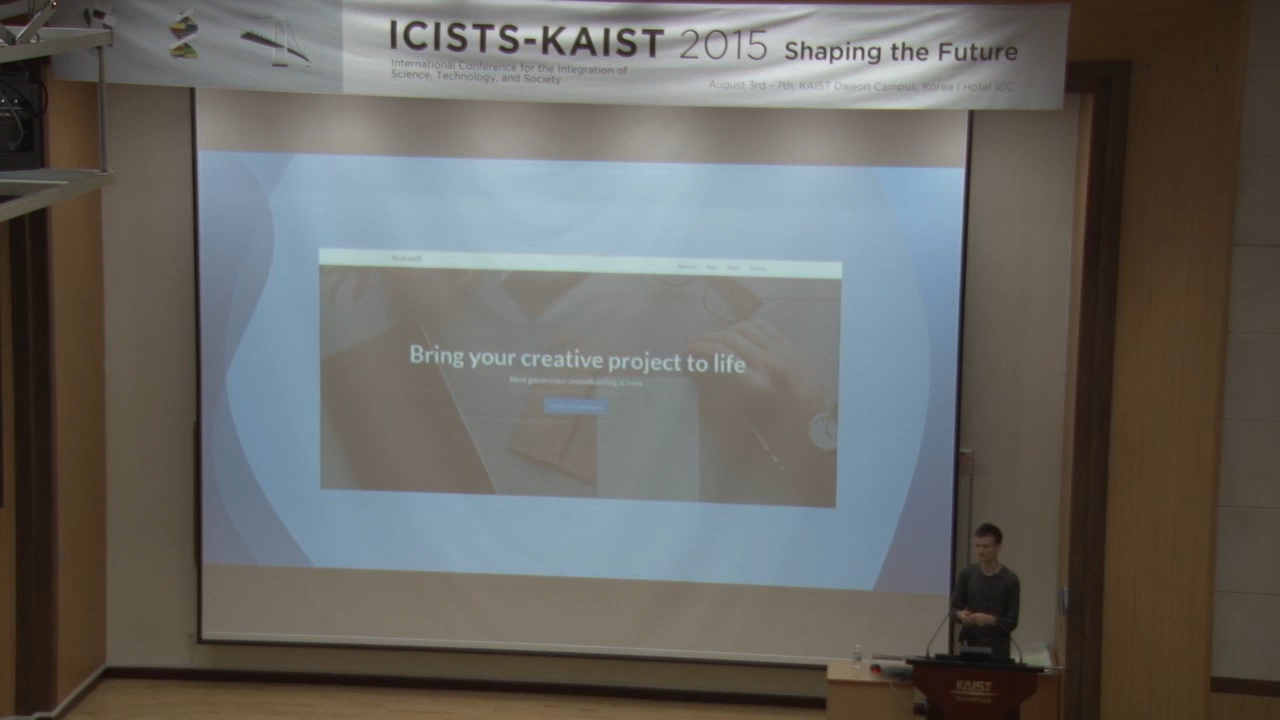 ICISTS-KAIST 2015 Shaping the Future
International Conference for the Integration of
Science, Technology, and Society
August 3rd - 7th, KAIST Dajeon Campus, Korea | Hotel ICC
Bring your creative project to life
Next generation crowdfunding is here.
KAIST